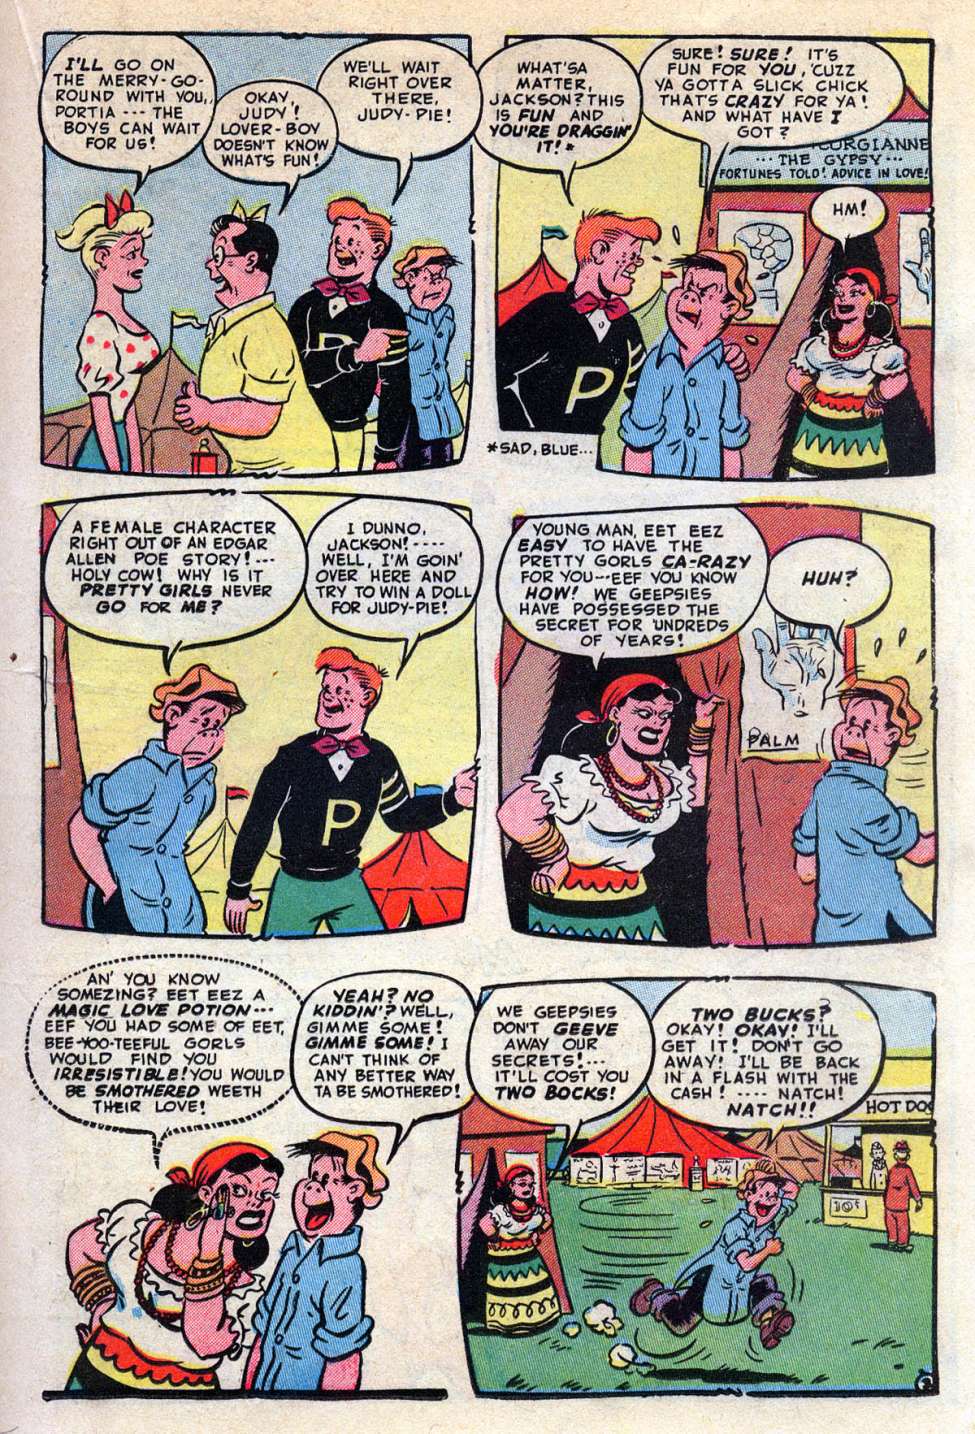 I'LL GO ON
THE MERRY-GO-
ROUND WITH YOU,
PORTIA --- THE
BOYS CAN WAIT
FOR US!
OKAY,
JUDY!
LOVER-BOY
DOESN'T KNOW
WHAT'S FUN!
WE'LL WAIT
RIGHT OVER
THERE,
JUDY-PIE!
P
WHAT'SA
MATTER,
JACKSON? THIS
IS FUN AND
YOU'RE DRAGGIN'
IT!*
SURE! SURE! IT'S
FUN FOR YOU, 'CUZZ
YA GOTTA SLICK CHICK
THAT'S CRAZY FOR YA!
AND WHAT HAVE I
GOT?
CORGIANNE
--- THE GYPSY ---
FORTUNES TOLD! ADVICE IN LOVE!
HM!
P
*SAD, BLUE...
A FEMALE CHARACTER
RIGHT OUT OF AN EDGAR
ALLEN POE STORY! ---
HOLY COW! WHY IS IT
PRETTY GIRLS NEVER
GO FOR ME?
I DUNNO,
JACKSON! ----
WELL, I'M GOIN'
OVER HERE AND
TRY TO WIN A DOLL
FOR JUDY-PIE!
P
YOUNG MAN, EET EEZ
EASY TO HAVE THE
PRETTY GORLS CA-RAZY
FOR YOU--EEF YOU KNOW
HOW! WE GEEPSIES
HAVE POSSESSED THE
SECRET FOR 'UNDREDS
OF YEARS!
HUH?
PALM
AN' YOU KNOW
SOMEZING? EET EEZ A
MAGIC LOVE POTION---
EEF YOU HAD SOME OF EET,
BEE-YOO-TEEFUL GORLS
WOULD FIND YOU
IRRESISTIBLE! YOU WOULD
BE SMOTHERED WEETH
THEIR LOVE!
YEAH? NO
KIDDIN'? WELL,
GIMME SOME!
GIMME SOME! I
CAN'T THINK OF
ANY BETTER WAY
TA BE SMOTHERED!
WE GEEPSIES
DON'T GEEVE
AWAY OUR
SECRETS! ---
IT'LL COST YOU
TWO BOCKS!
TWO BUCKS?
OKAY! OKAY! I'LL
GET IT! DON'T GO
AWAY! I'LL BE BACK
IN A FLASH WITH THE
CASH! ---- NATCH!
NATCH!!
HOT DOG
10¢
2